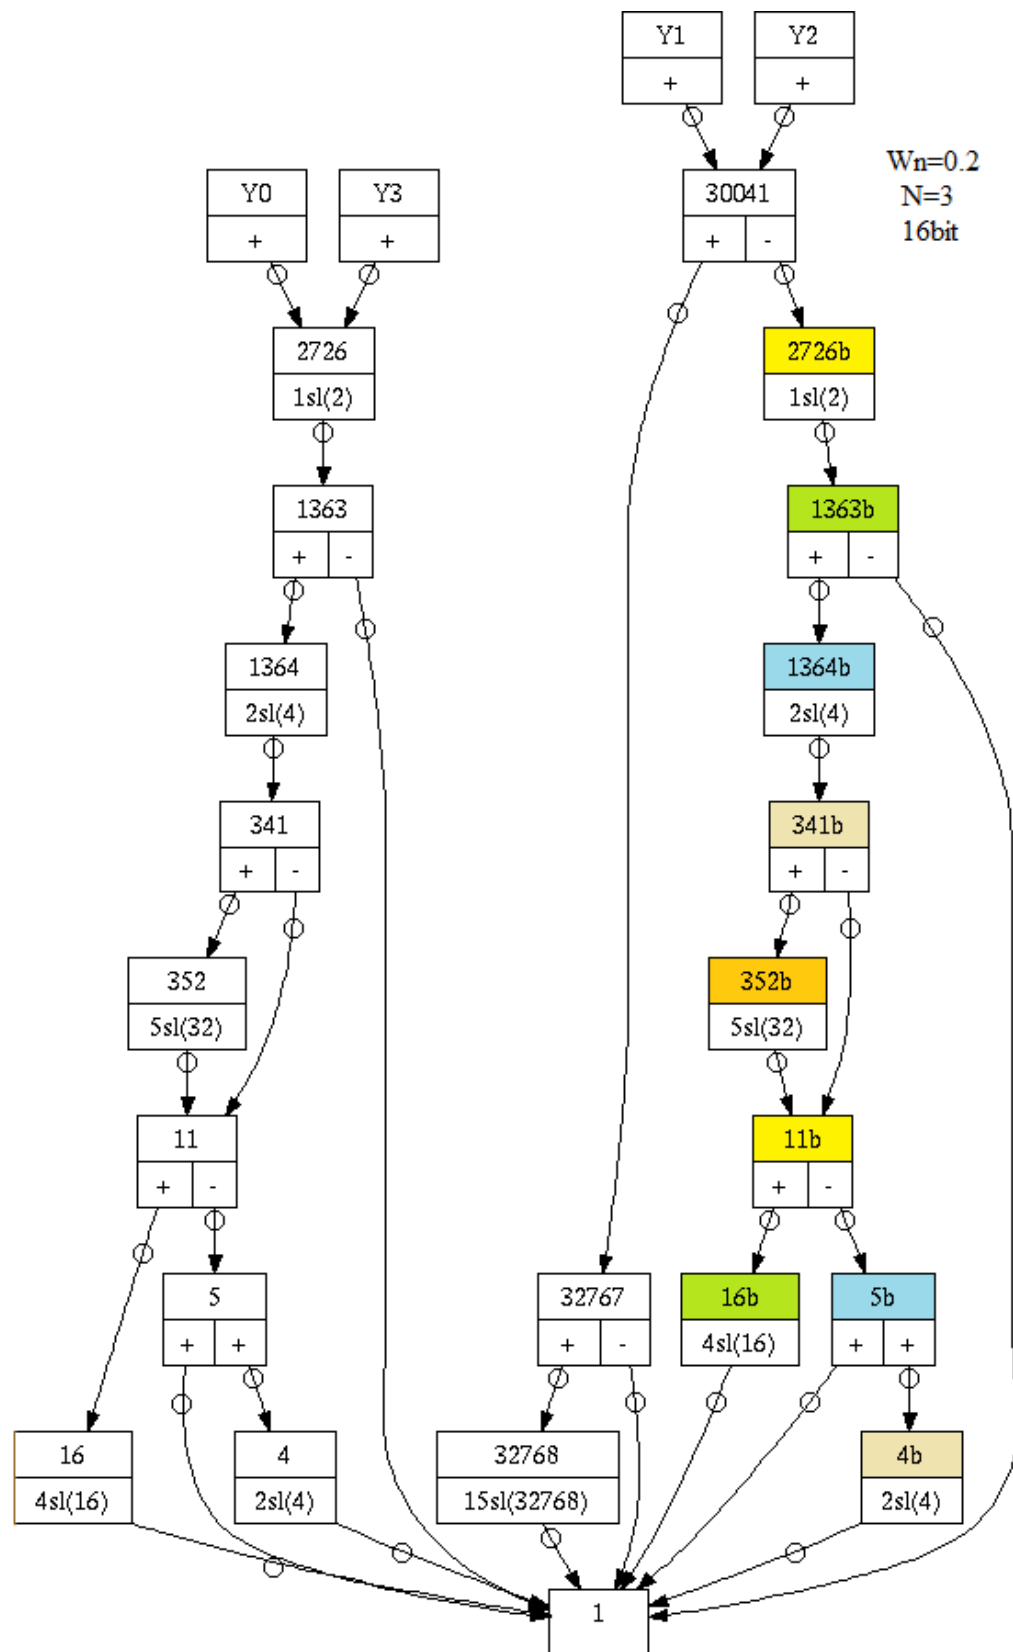 Y1 Y2
+ +
Wn=0.2
N=3
16bit
Y0 Y3
+ +
30041
+ -
2726
1sl(2)
2726b
1sl(2)
1363
+ -
1363b
+ -
1364
2sl(4)
1364b
2sl(4)
341
+ -
341b
+ -
352
5sl(32)
352b
5sl(32)
11
+ -
11b
+ -
5
+ +
32767
+ -
16b
4sl(16)
5b
+ +
16
4sl(16)
4
2sl(4)
32768
15sl(32768)
4b
2sl(4)
1